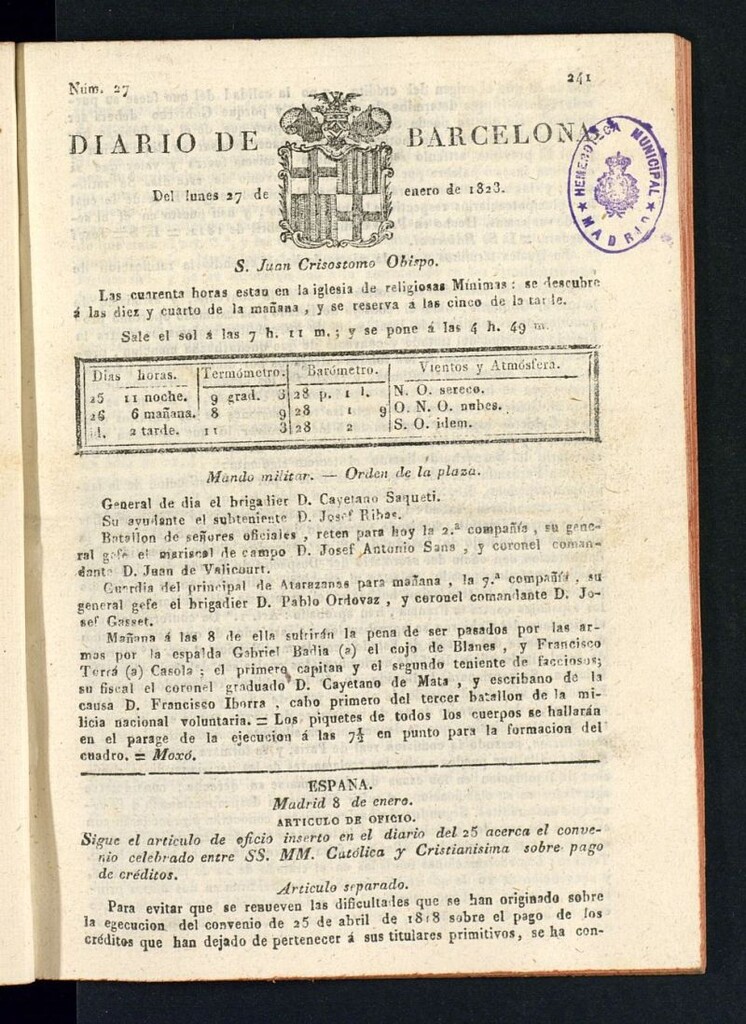 Núm. 27
241
DIARIO DE BARCELONA
Del lunes 27 de enero de 1823.
HEMEROTECA MUNICIPAL
MADRID
S. Juan Crisostomo Obispo.
Las cuarenta horas estan en la iglesia de religiosas Mínimas: se descubre
á las diez y cuarto de la mañana, y se reserva a las cinco de la tarde.
Sale el sol á las 7 h. 11 m.; y se pone á las 4 h. 49 m.
Dias horas. Termómetro. Barómetro. Vientos y Atmósfera.
25 11 noche. 9 grad. 3 28 p. 1 l. N. O. sereco.
26 6 mañana. 8 9 28 1 9 O. N. O. nubes.
id. 2 tarde. 11 3 28 2 S. O. idem.
Mando militar. — Orden de la plaza.
General de dia el brigadier D. Cayetano Saqueti.
Su ayudante el subteniente D. Josef Ribas.
Batallon de señores oficiales, reten para hoy la 2.ª compañía, su gene-
ral gefe el mariscal de campo D. Josef Antonio Sans, y coronel coman-
dante D. Juan de Valicourt.
Guardia del principal de Atarazanas para mañana, la 7.ª compañía, su
general gefe el brigadier D. Pablo Ordovaz, y coronel comandante D. Jo-
sef Gasset.
Mañana á las 8 de ella sufrirán la pena de ser pasados por las ar-
mas por la espalda Gabriel Badia (a) el cojo de Blanes, y Francisco
Torrá (a) Casola; el primero capitan y el segundo teniente de facciosos;
su fiscal el coronel graduado D. Cayetano de Mata, y escribano de la
causa D. Francisco Iborra, cabo primero del tercer batallon de la mi-
licia nacional voluntaria. = Los piquetes de todos los cuerpos se hallarán
en el parage de la ejecucion á las 7½ en punto para la formacion del
cuadro. = Moxó.
ESPAÑA.
Madrid 8 de enero.
ARTICULO DE OFICIO.
Sigue el articulo de oficio inserto en el diario del 25 acerca el conve-
nio celebrado entre SS. MM. Católica y Cristianisima sobre pago
de créditos.
Articulo separado.
Para evitar que se renueven las dificultades que se han originado sobre
la egecucion del convenio de 25 de abril de 1818 sobre el pago de los
créditos que han dejado de pertenecer á sus titulares primitivos, se ha con-